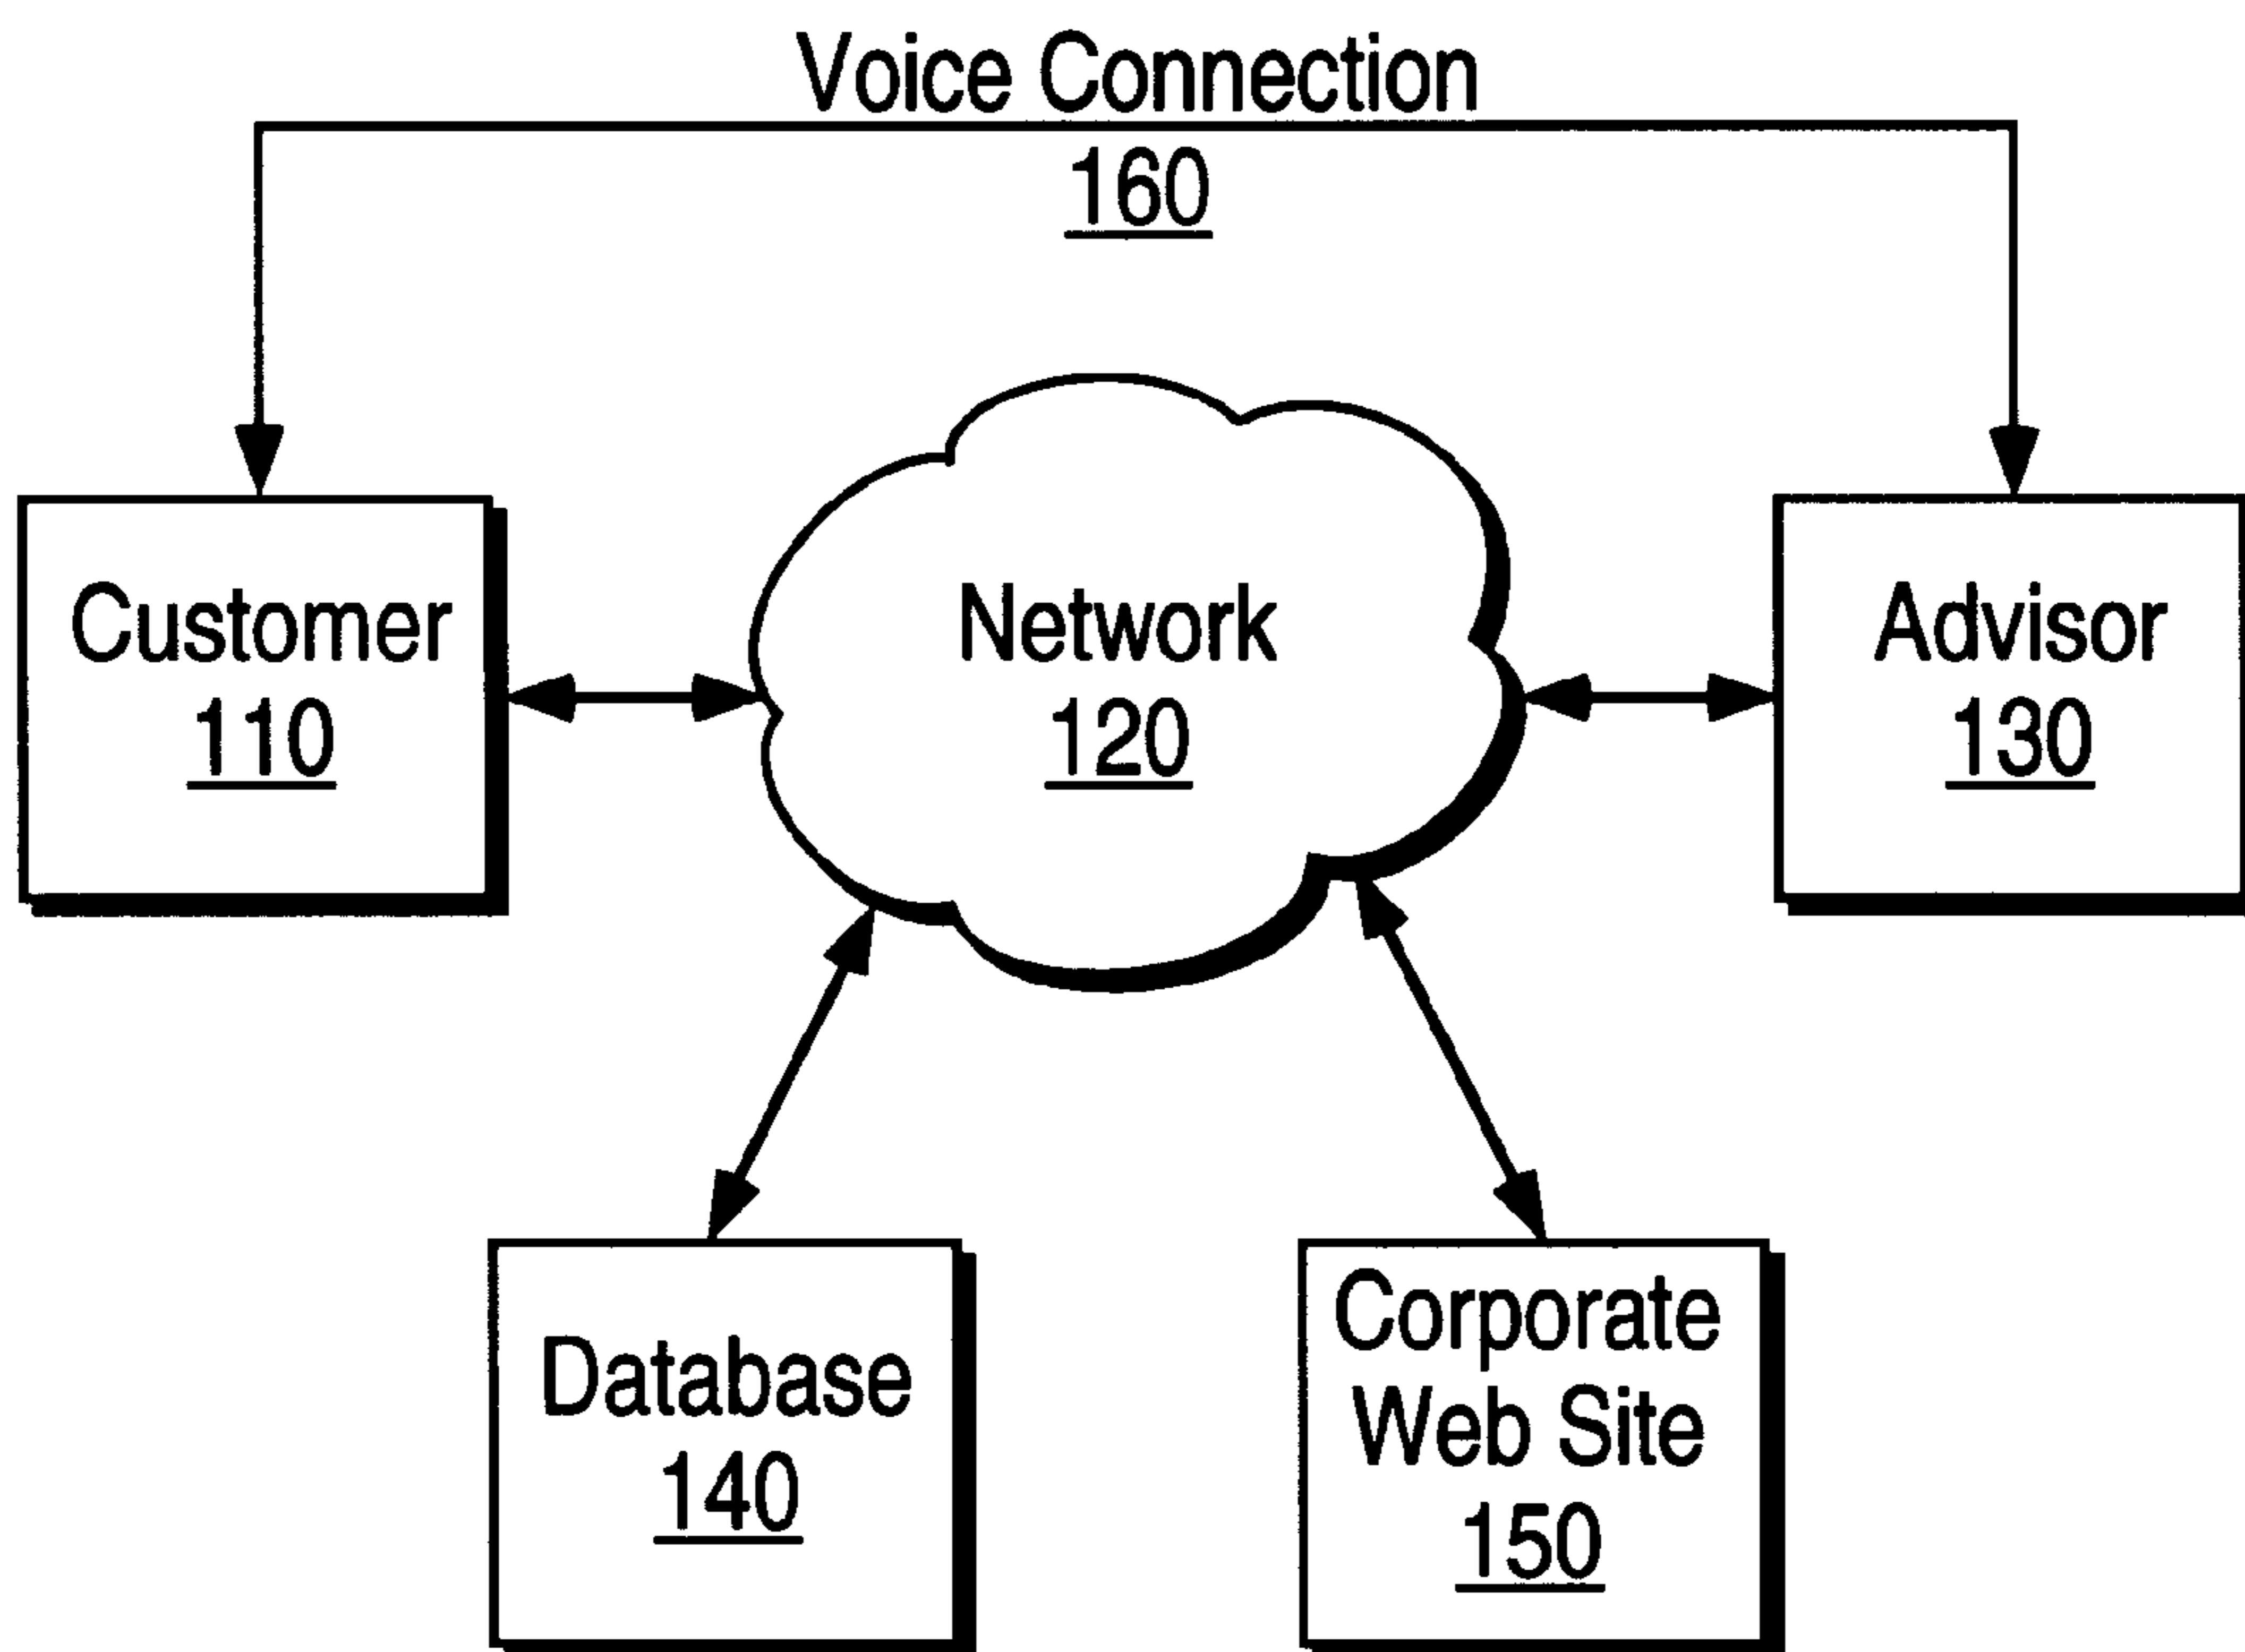 Voice Connection
160
Customer
110
Network
120
Advisor
130
Database
140
Corporate
Web Site
150